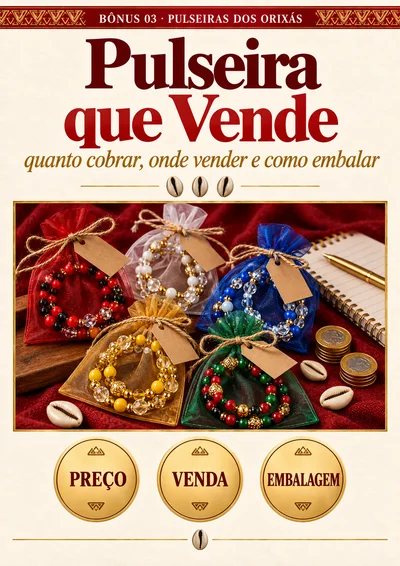 BÔNUS 03 · PULSEIRAS DOS ORIXÁS
Pulseira
que Vende
quanto cobrar, onde vender e como embalar
PREÇO
VENDA
EMBALAGEM